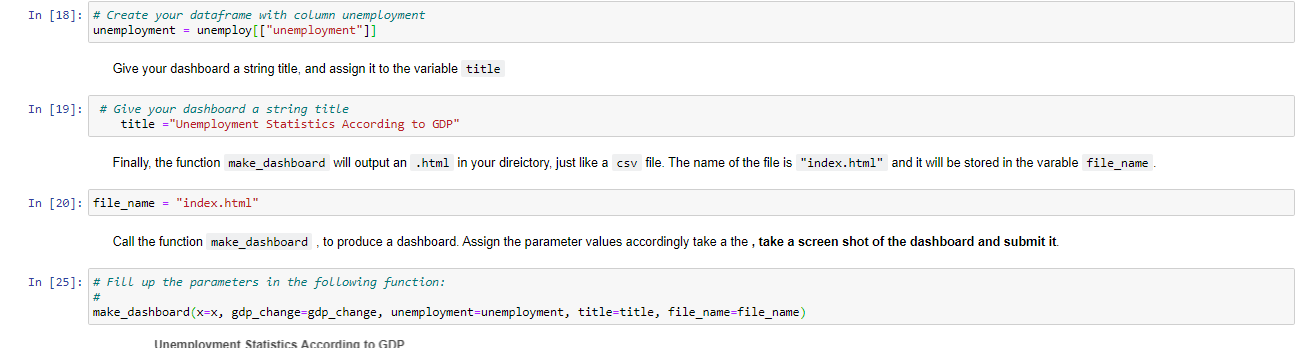 In [18]: # Create your dataframe with column unemployment
unemployment = unemploy[["unemployment"]]
Give your dashboard a string title, and assign it to the variable title
In [19]: # Give your dashboard a string title
title ="Unemployment Statistics According to GDP"
Finally, the function make_dashboard will output an .html in your direictory, just like a csv file. The name of the file is "index.html" and it will be stored in the varable file_name .
In [20]: file_name = "index.html"
Call the function make_dashboard , to produce a dashboard. Assign the parameter values accordingly take a the , take a screen shot of the dashboard and submit it.
In [25]: # Fill up the parameters in the following function:
#
make_dashboard(x=x, gdp_change=gdp_change, unemployment=unemployment, title=title, file_name=file_name)
Unemployment Statistics According to GDP